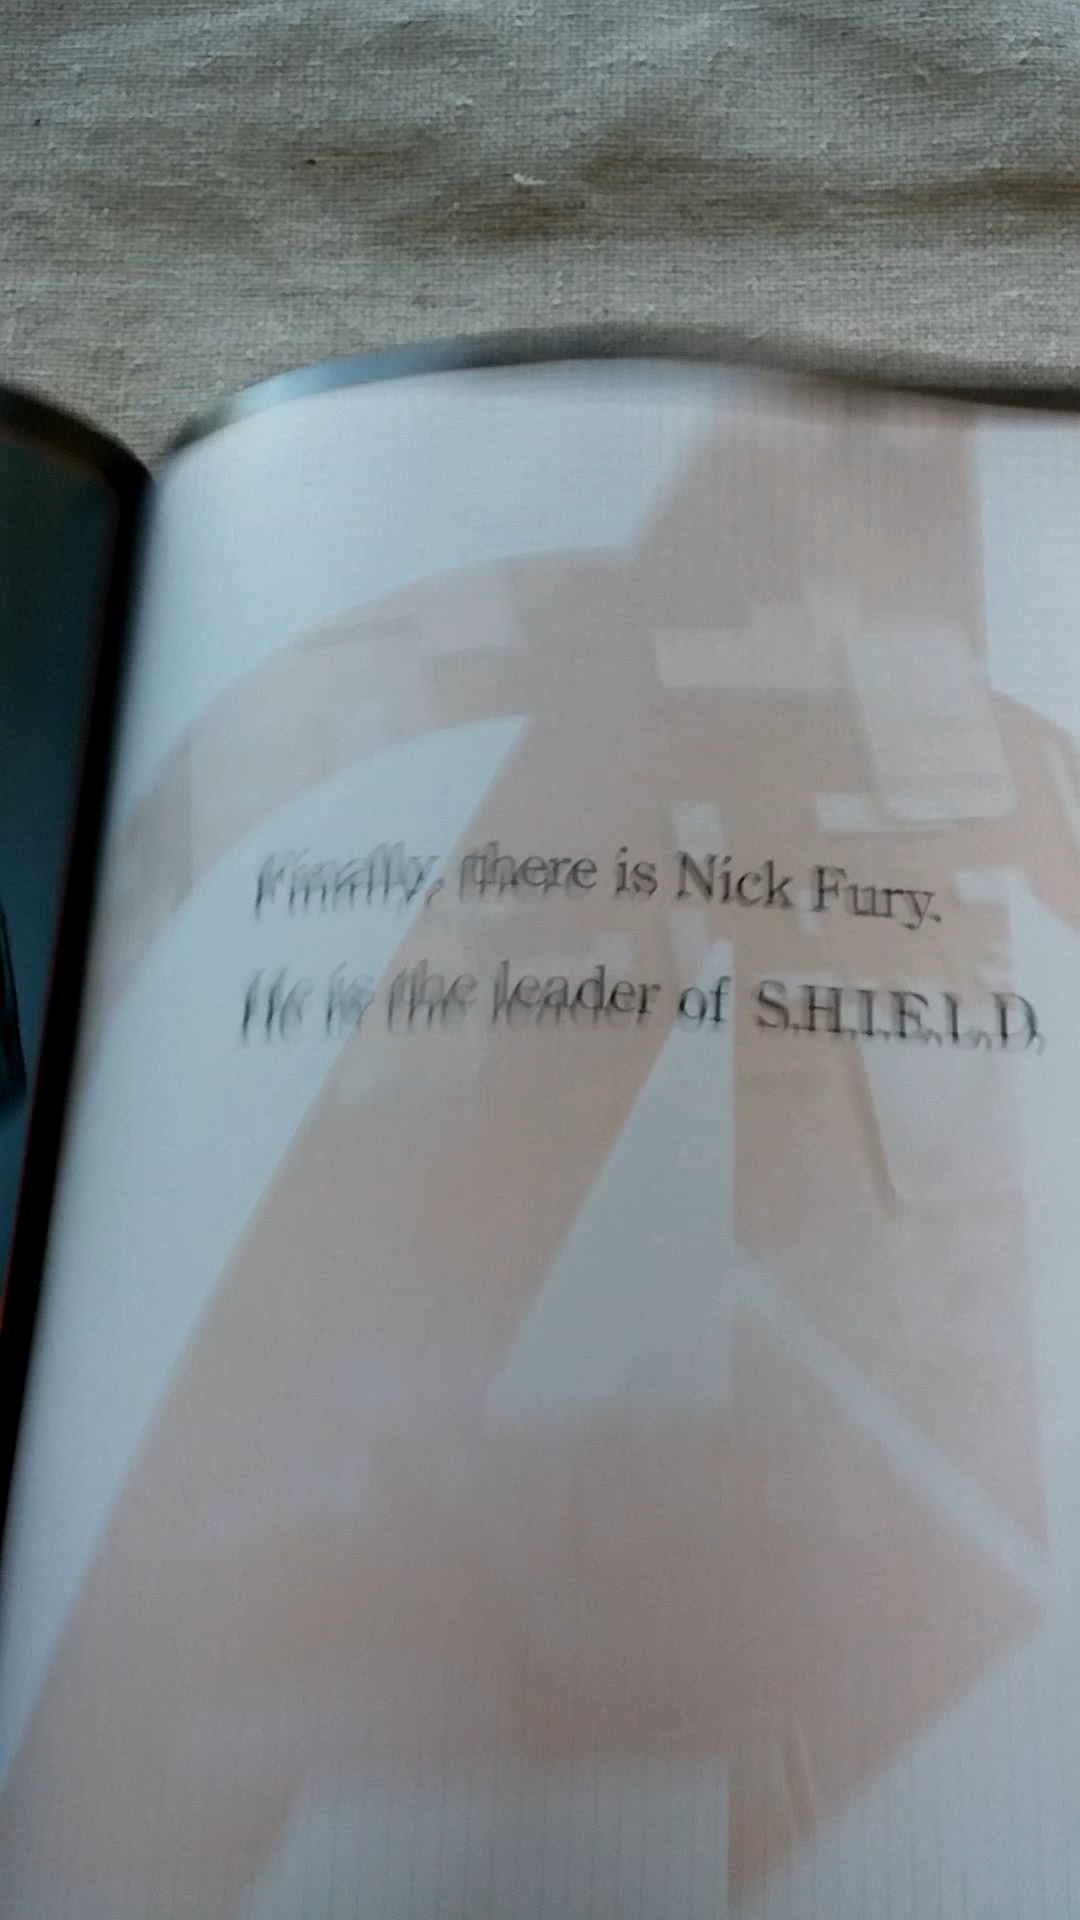 Finally, there is Nick Fury.
He is the leader of S.H.I.E.L.D.